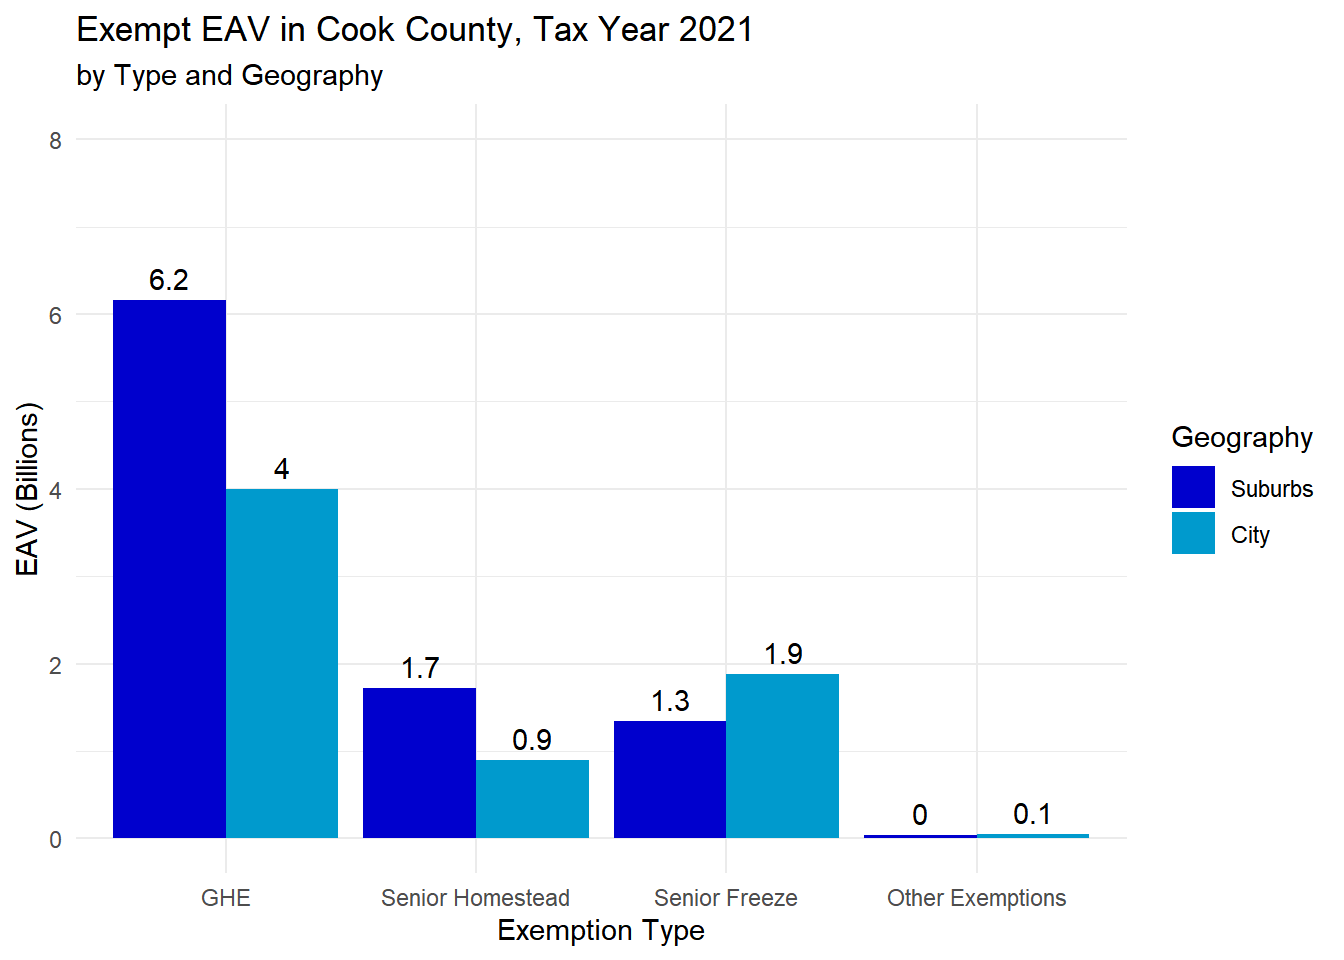 Exempt EAV in Cook County, Tax Year 2021
by Type and Geography
EAV (Billions)
8
6
4
2
0
6.2
4
1.7
0.9
1.3
1.9
0
0.1
GHE
Senior Homestead
Senior Freeze
Other Exemptions
Exemption Type
Geography
Suburbs
City